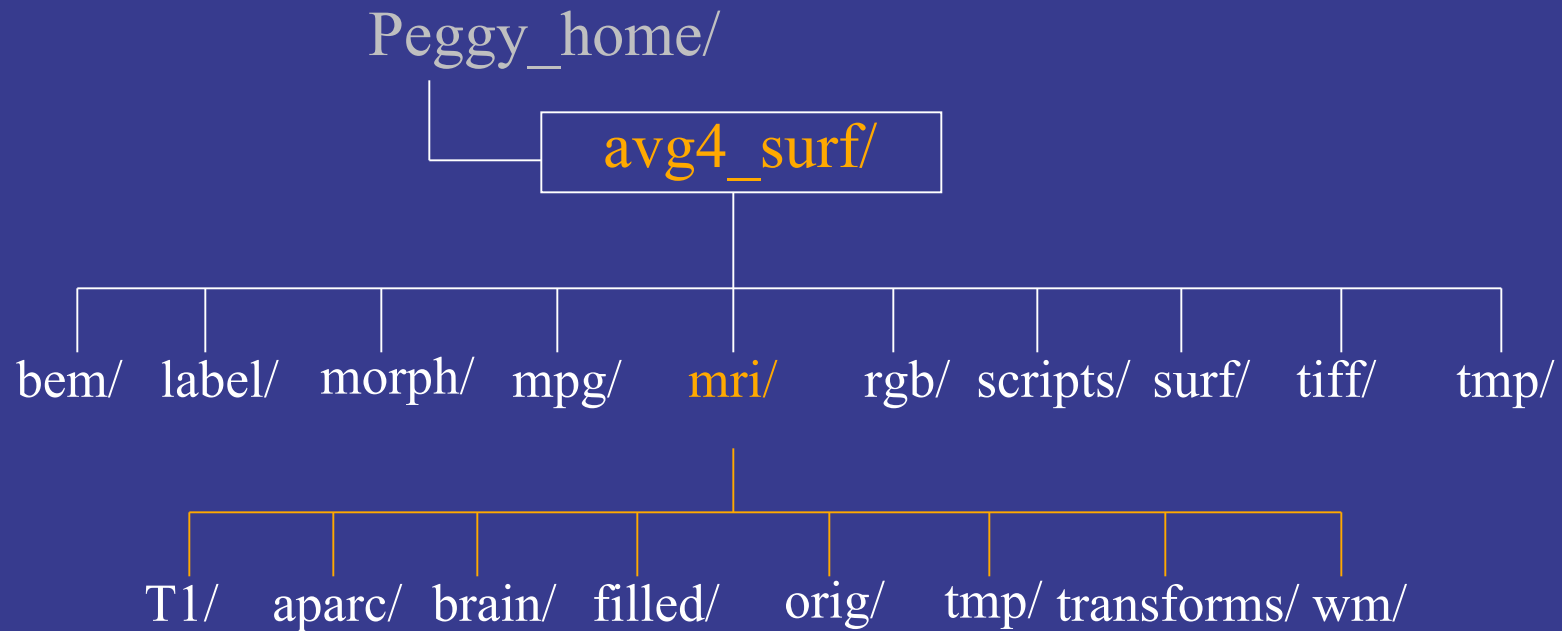 Peggy_home/
avg4_surf/
bem/ label/ morph/ mpg/ mri/ rgb/ scripts/ surf/ tiff/ tmp/
T1/ aparc/ brain/ filled/ orig/ tmp/ transforms/ wm/